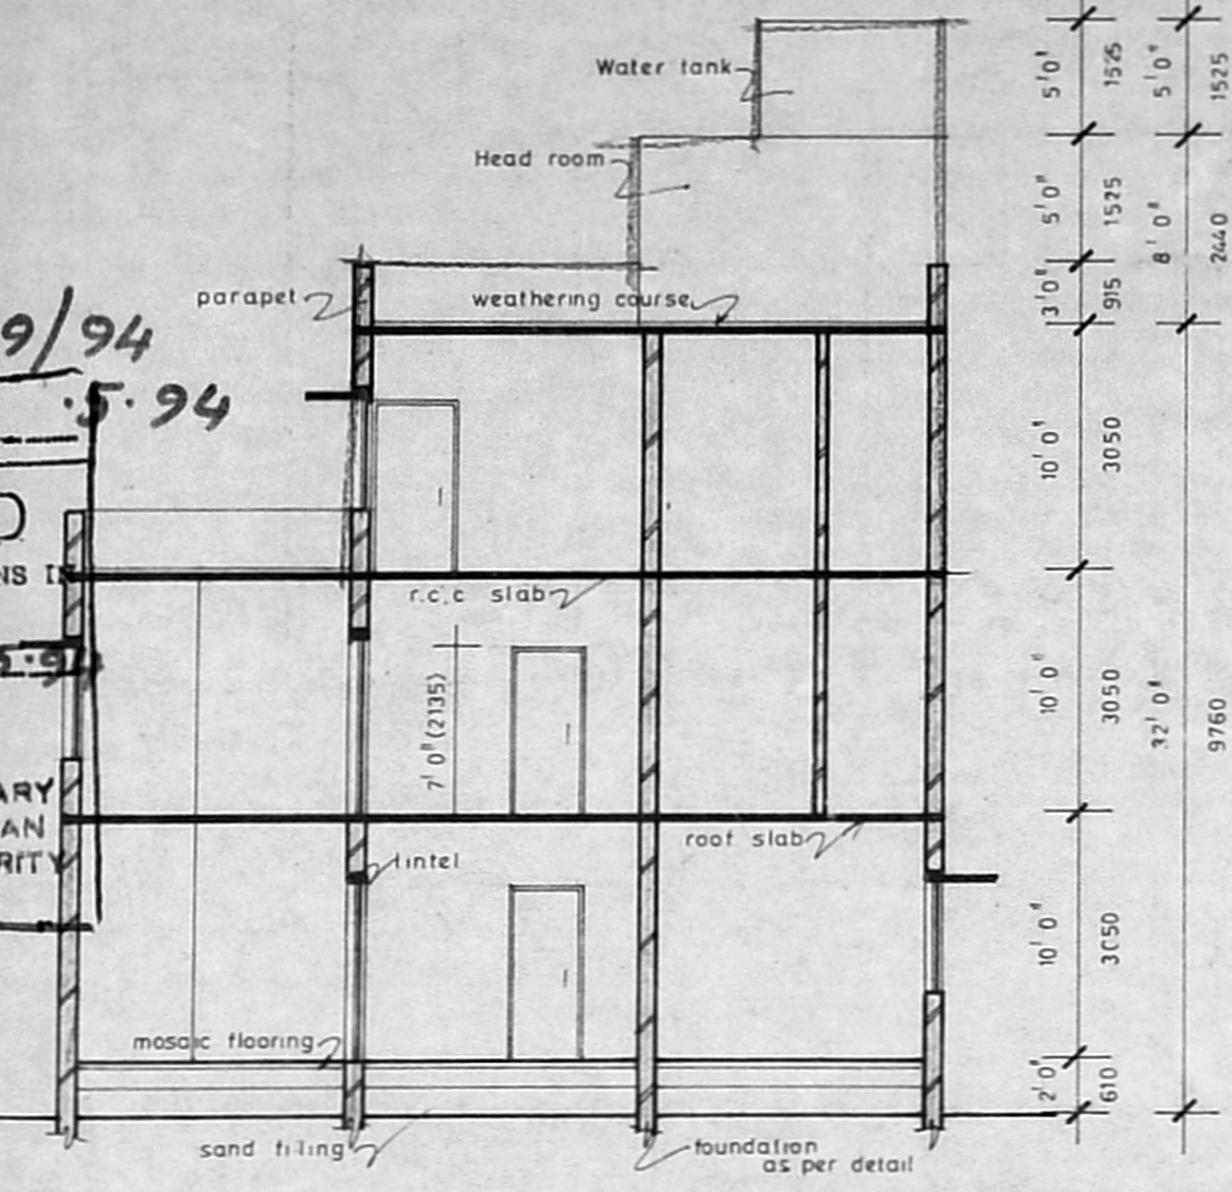 Water tank
Head room
parapet
weathering course
9/94
.5.94
NS IN
r.c.c slab
7' 0" (2135)
ARY
AN
RITY
roof slab
lintel
mosaic flooring
sand filling
foundation
as per detail
5' 0"
1525
5' 0"
1525
5' 0"
1525
8' 0"
2440
3' 0"
915
10' 0"
3050
10' 0"
3050
32' 0"
9760
10' 0"
3050
2' 0"
610